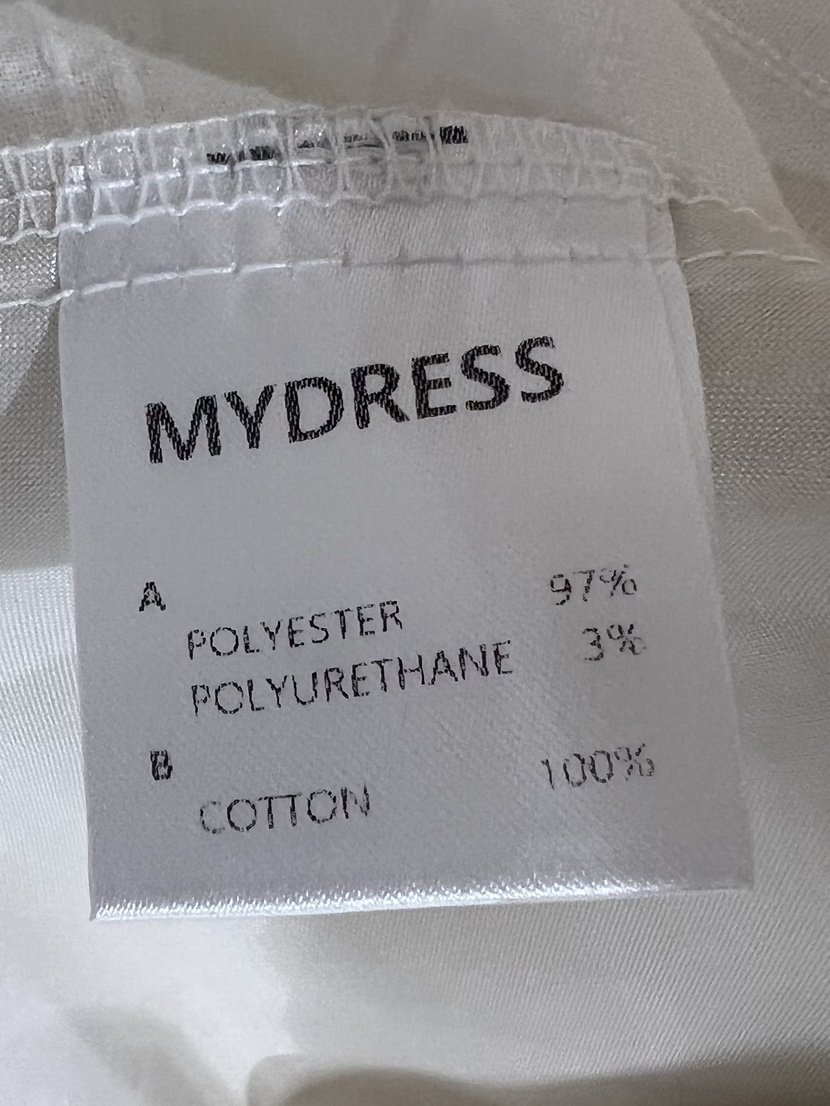 MYDRESS
A
POLYESTER 97%
POLYURETHANE 3%
B
COTTON 100%